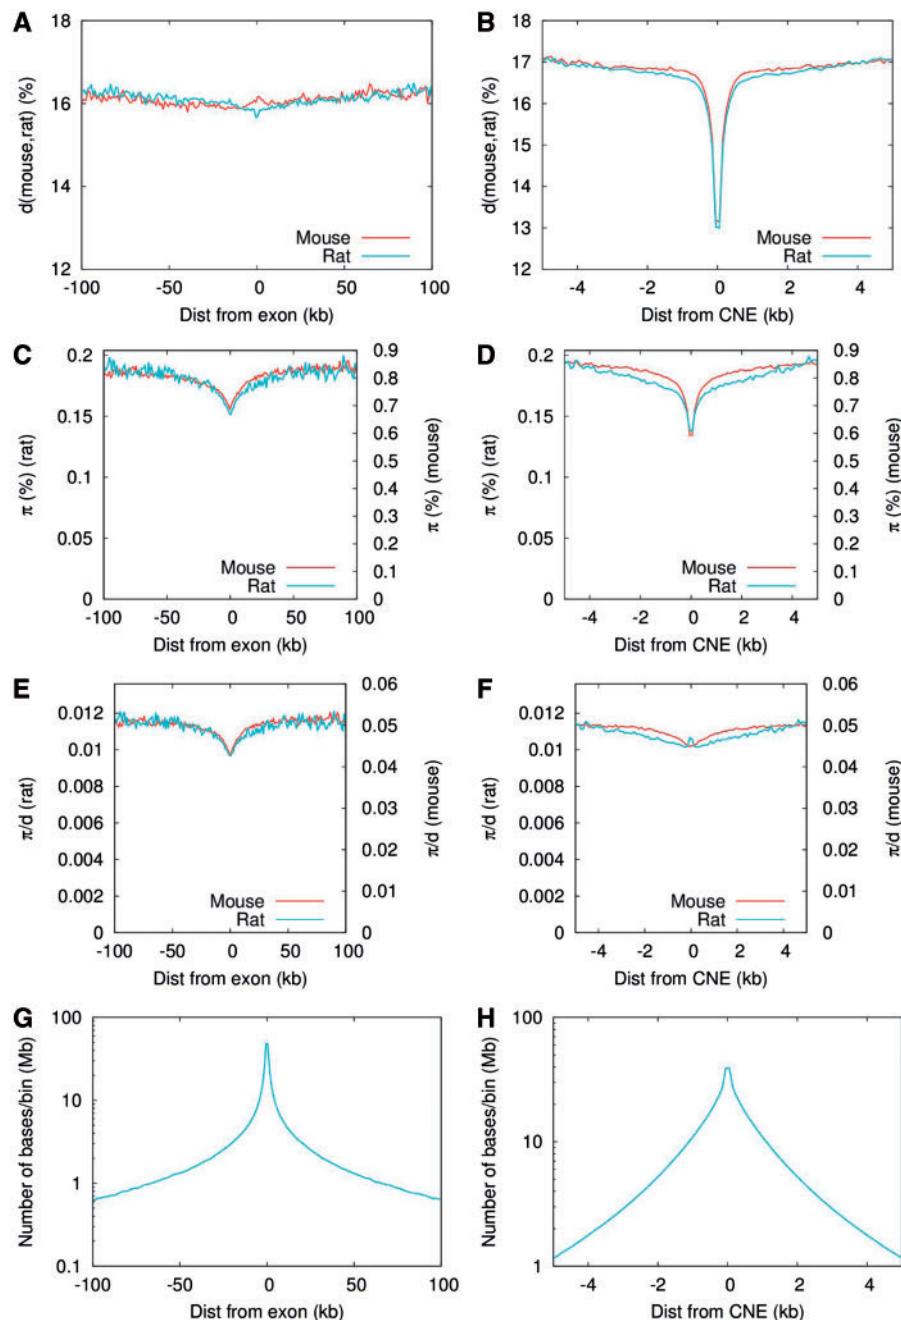 A
d(mouse,rat) (%)
18
16
14
12
Mouse
Rat
-100
-50
0
50
100
Dist from exon (kb)
B
d(mouse,rat) (%)
18
17
16
15
14
13
12
Mouse
Rat
-4
-2
0
2
4
Dist from CNE (kb)
C
π (%) (rat)
0.2
0.15
0.1
0.05
0
0.9
0.8
0.7
0.6
0.5
0.4
0.3
0.2
0.1
0
π (%) (mouse)
Mouse
Rat
-100
-50
0
50
100
Dist from exon (kb)
D
π (%) (rat)
0.2
0.15
0.1
0.05
0
0.9
0.8
0.7
0.6
0.5
0.4
0.3
0.2
0.1
0
π (%) (mouse)
Mouse
Rat
-4
-2
0
2
4
Dist from CNE (kb)
E
π/d (rat)
0.012
0.01
0.008
0.006
0.004
0.002
0
0.06
0.05
0.04
0.03
0.02
0.01
0
π/d (mouse)
Mouse
Rat
-100
-50
0
50
100
Dist from exon (kb)
F
π/d (rat)
0.012
0.01
0.008
0.006
0.004
0.002
0
0.06
0.05
0.04
0.03
0.02
0.01
0
π/d (mouse)
Mouse
Rat
-4
-2
0
2
4
Dist from CNE (kb)
G
Number of bases/bin (Mb)
100
10
1
0.1
-100
-50
0
50
100
Dist from exon (kb)
H
Number of bases/bin (Mb)
100
10
1
-4
-2
0
2
4
Dist from CNE (kb)